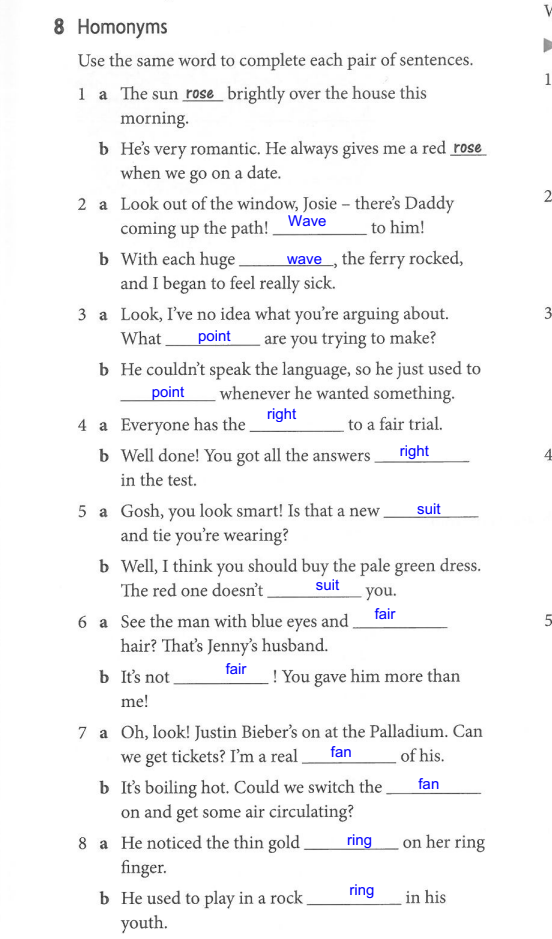 8 Homonyms
Use the same word to complete each pair of sentences.
1 a The sun rose brightly over the house this
morning.
b He's very romantic. He always gives me a red rose
when we go on a date.
2 a Look out of the window, Josie – there's Daddy
coming up the path! Wave to him!
b With each huge wave, the ferry rocked,
and I began to feel really sick.
3 a Look, I've no idea what you're arguing about.
What point are you trying to make?
b He couldn't speak the language, so he just used to
point whenever he wanted something.
4 a Everyone has the right to a fair trial.
b Well done! You got all the answers right
in the test.
5 a Gosh, you look smart! Is that a new suit
and tie you're wearing?
b Well, I think you should buy the pale green dress.
The red one doesn't suit you.
6 a See the man with blue eyes and fair
hair? That's Jenny's husband.
b It's not fair! You gave him more than
me!
7 a Oh, look! Justin Bieber's on at the Palladium. Can
we get tickets? I'm a real fan of his.
b It's boiling hot. Could we switch the fan
on and get some air circulating?
8 a He noticed the thin gold ring on her ring
finger.
b He used to play in a rock ring in his
youth.
1
2
3
4
5